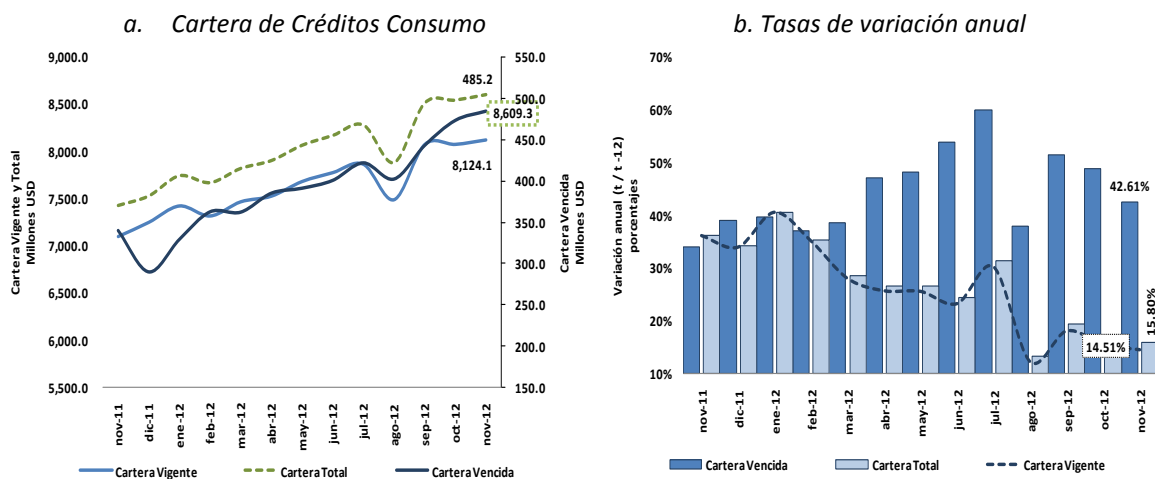 a. Cartera de Créditos Consumo
9,000.0
8,500.0
8,000.0
7,500.0
7,000.0
6,500.0
6,000.0
5,500.0
Cartera Vigente y Total
Millones USD
550.0
500.0
450.0
400.0
350.0
300.0
250.0
200.0
150.0
Cartera Vencida
Millones USD
485.2
8,609.3
8,124.1
nov-11
dic-11
ene-12
feb-12
mar-12
abr-12
may-12
jun-12
jul-12
ago-12
sep-12
oct-12
nov-12
Cartera Vigente
Cartera Total
Cartera Vencida
b. Tasas de variación anual
70%
60%
50%
40%
30%
20%
10%
Variación anual (t / t -12)
porcentajes
42.61%
14.51%
15.80%
nov-11
dic-11
ene-12
feb-12
mar-12
abr-12
may-12
jun-12
jul-12
ago-12
sep-12
oct-12
nov-12
Cartera Vencida
Cartera Total
Cartera Vigente